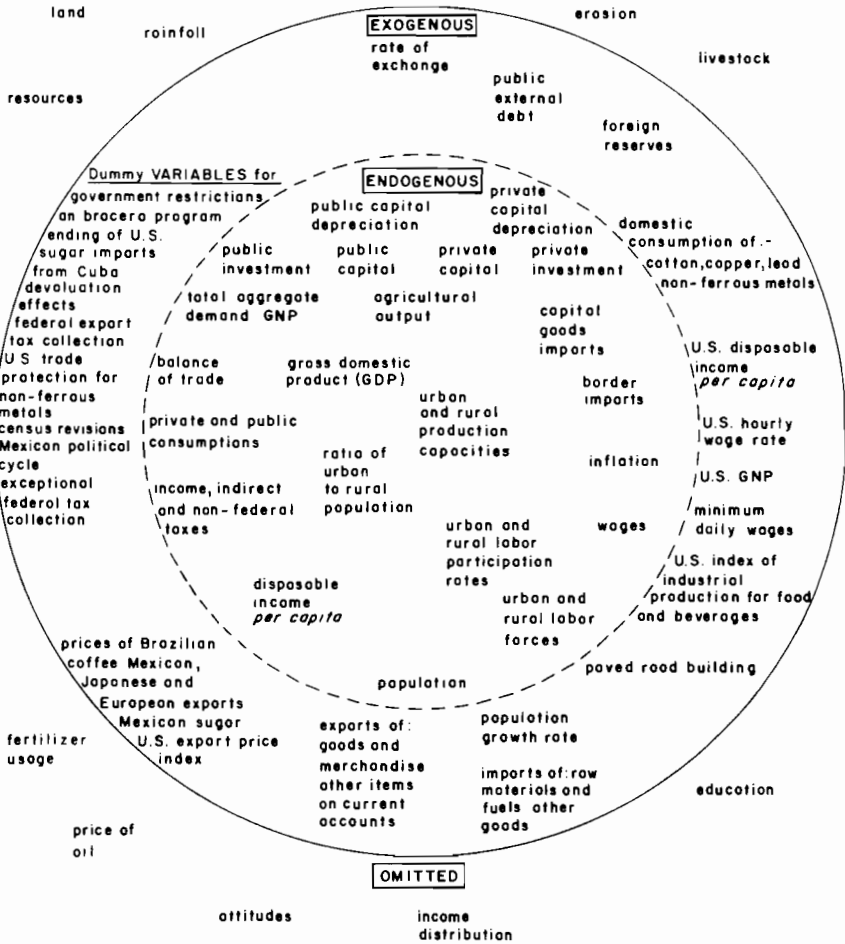 land
rainfall
resources
EXOGENOUS
rate of
exchange
erosion
livestock
public
external
debt
foreign
reserves
Dummy VARIABLES for
government restrictions
an bracero program
ending of U.S.
sugar imports
from Cuba
devaluation
effects
federal export
tax collection
U S trade
protection for
non-ferrous
metals
census revisions
Mexican political
cycle
exceptional
federal tax
collection
ENDOGENOUS
public capital
depreciation
private
capital
depreciation
public
investment
public
capital
private
capital
private
investment
total aggregate
demand GNP
agricultural
output
capital
goods
imports
balance
of trade
gross domestic
product (GDP)
border
imports
private and public
consumptions
urban
and rural
production
capacities
ratio of
urban
to rural
population
inflation
income, indirect
and non-federal
taxes
wages
urban and
rural labor
participation
rates
disposable
income
per capita
urban and
rural labor
forces
population
domestic
consumption of.-
cotton,copper,lead
non-ferrous metals
U.S. disposable
income
per capita
U.S. hourly
wage rate
U.S. GNP
minimum
daily wages
U.S. index of
industrial
production for food
and beverages
paved road building
prices of Brazilian
coffee Mexican,
Japanese and
European exports
Mexican sugar
U.S. export price
index
exports of:
goods and
merchandise
other items
on current
accounts
population
growth rate
imports of:raw
materials and
fuels other
goods
fertilizer
usage
price of
oil
education
OMITTED
attitudes
income
distribution